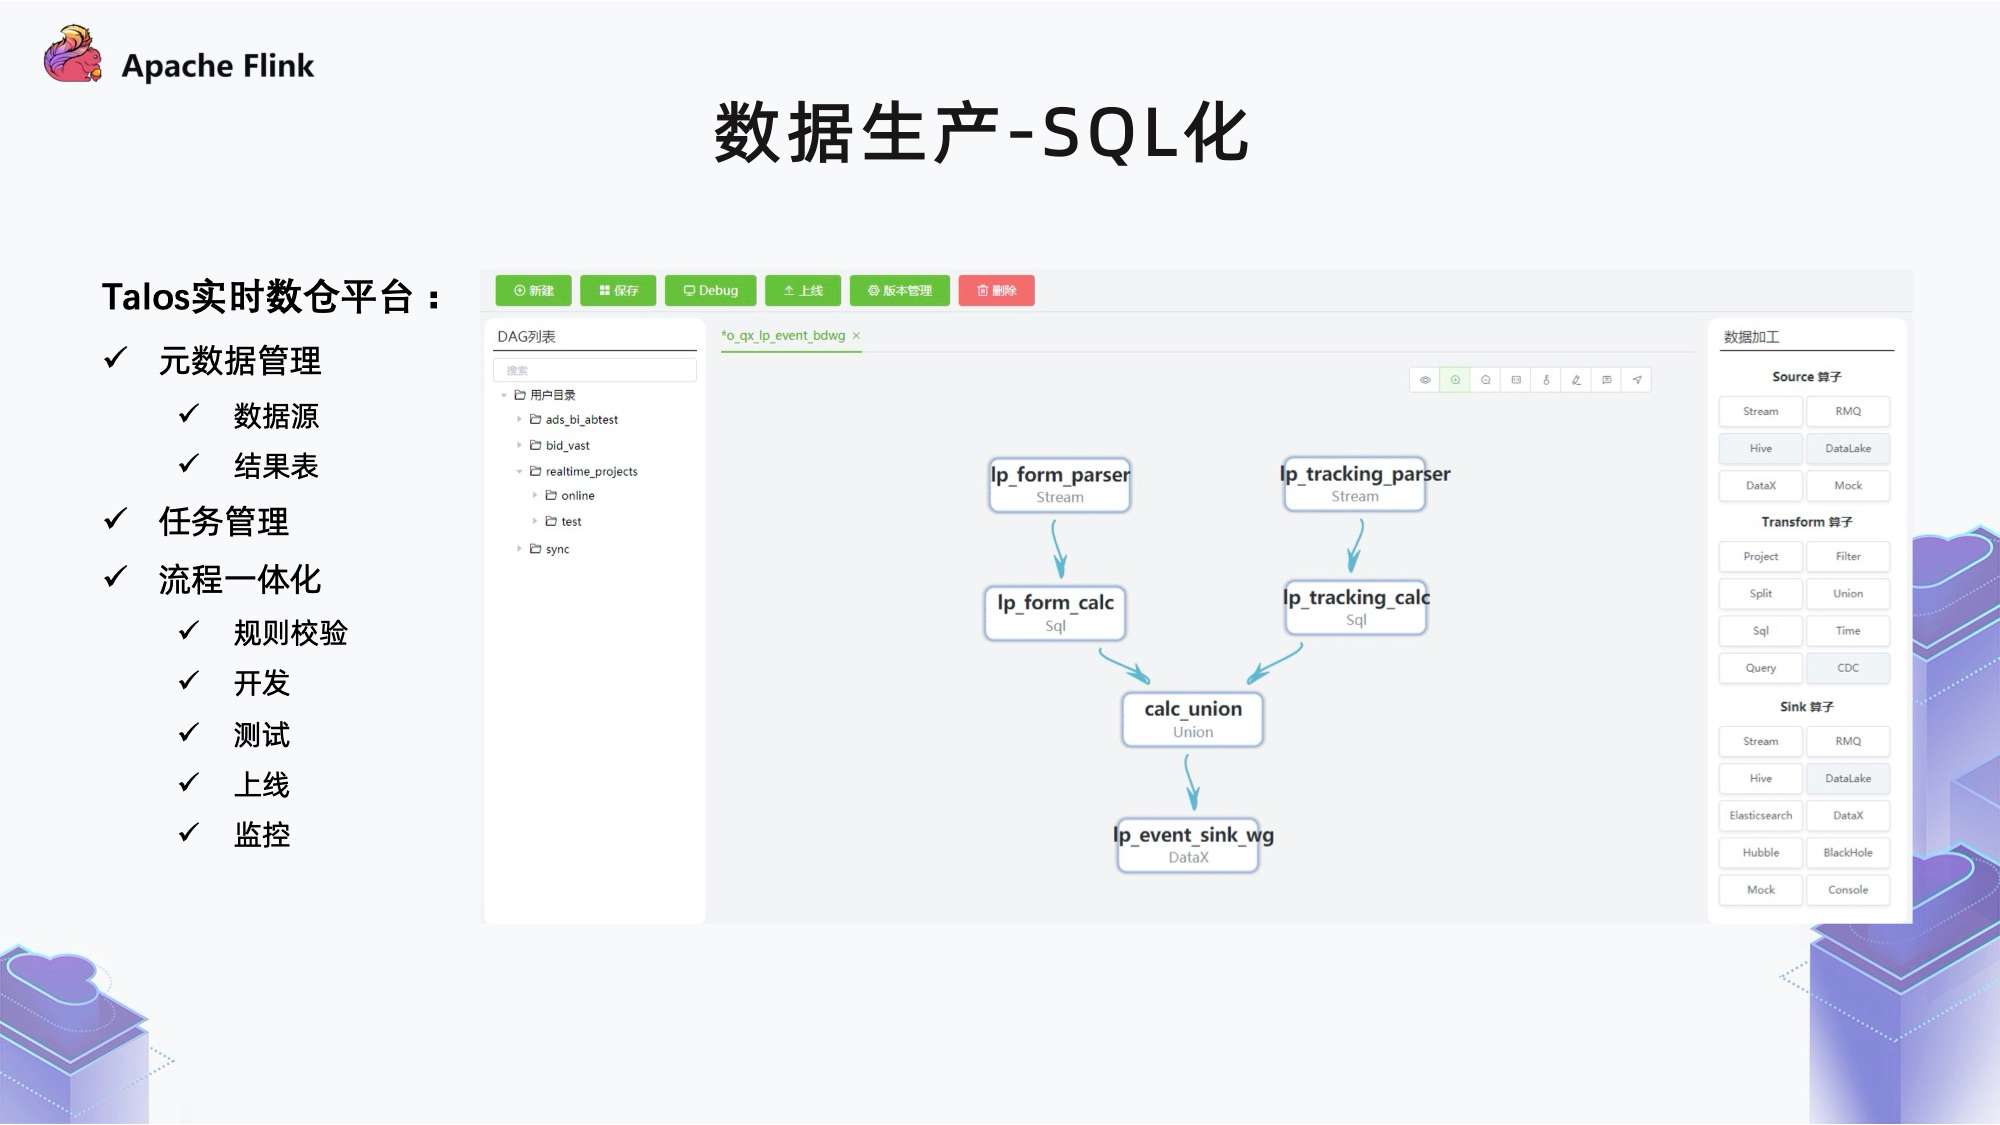 Apache Flink
数据生产-SQL化
Talos实时数仓平台：
元数据管理
数据源
结果表
任务管理
流程一体化
规则校验
开发
测试
上线
监控
新建 保存 Debug 上线 版本管理 删除
DAG列表
搜索
用户目录
ads_bi_abtest
bid_vast
realtime_projects
online
test
sync
*o_qx_lp_event_bdwg ×
lp_form_parser
Stream
lp_tracking_parser
Stream
lp_form_calc
Sql
lp_tracking_calc
Sql
calc_union
Union
lp_event_sink_wg
DataX
数据加工
Source 算子
Stream RMQ
Hive DataLake
DataX Mock
Transform 算子
Project Filter
Split Union
Sql Time
Query CDC
Sink 算子
Stream RMQ
Hive DataLake
Elasticsearch DataX
Hubble BlackHole
Mock Console